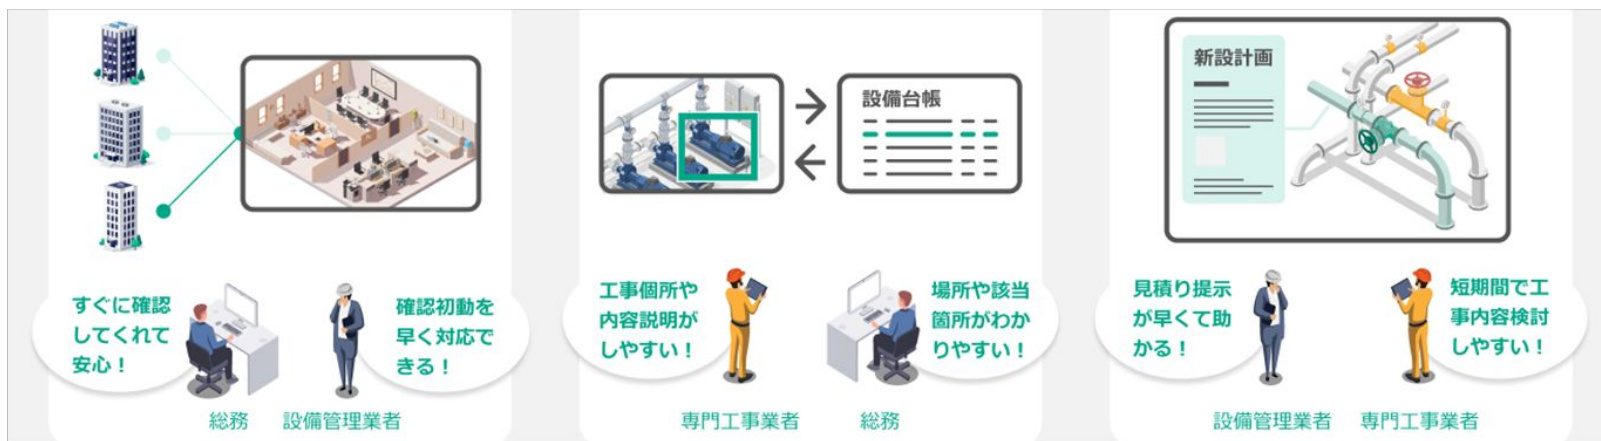 すぐに確認
してくれて
安心！
確認初動を
早く対応で
きる！
総務
設備管理業者
設備台帳
工事個所や
内容説明が
しやすい！
場所や該当
箇所がわか
りやすい！
専門工事業者
総務
新設計画
見積り提示
が早くて助
かる！
短期間で工
事内容検討
しやすい！
設備管理業者
専門工事業者